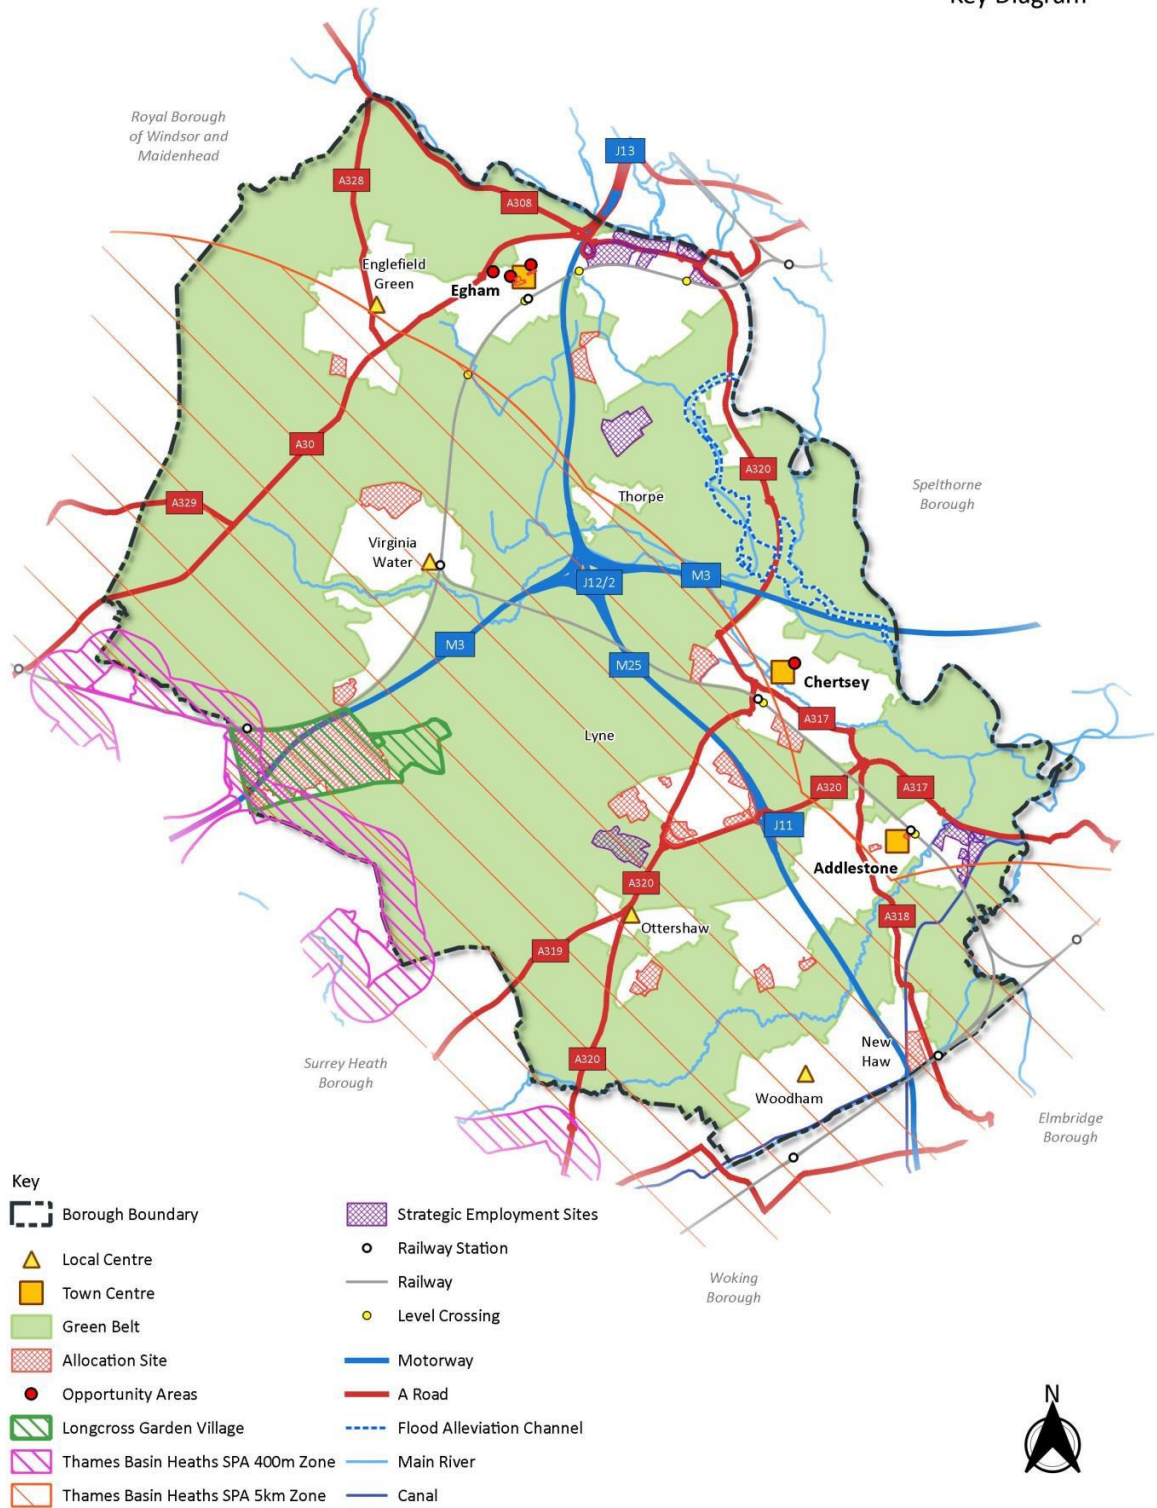 Key Diagram
Royal Borough
of Windsor and
Maidenhead
J13
A328
A308
Englefield
Green
Egham
A30
A329
A320
Spelthorne
Borough
Thorpe
Virginia
Water
J12/2
M3
M3
M25
Chertsey
A317
Lyne
A320
A317
J11
Addlestone
A320
A318
Ottershaw
A319
New
Haw
A320
Surrey Heath
Borough
Woodham
Elmbridge
Borough
Woking
Borough
Key
Borough Boundary
Local Centre
Town Centre
Green Belt
Allocation Site
Opportunity Areas
Longcross Garden Village
Thames Basin Heaths SPA 400m Zone
Thames Basin Heaths SPA 5km Zone
Strategic Employment Sites
Railway Station
Railway
Level Crossing
Motorway
A Road
Flood Alleviation Channel
Main River
Canal
N